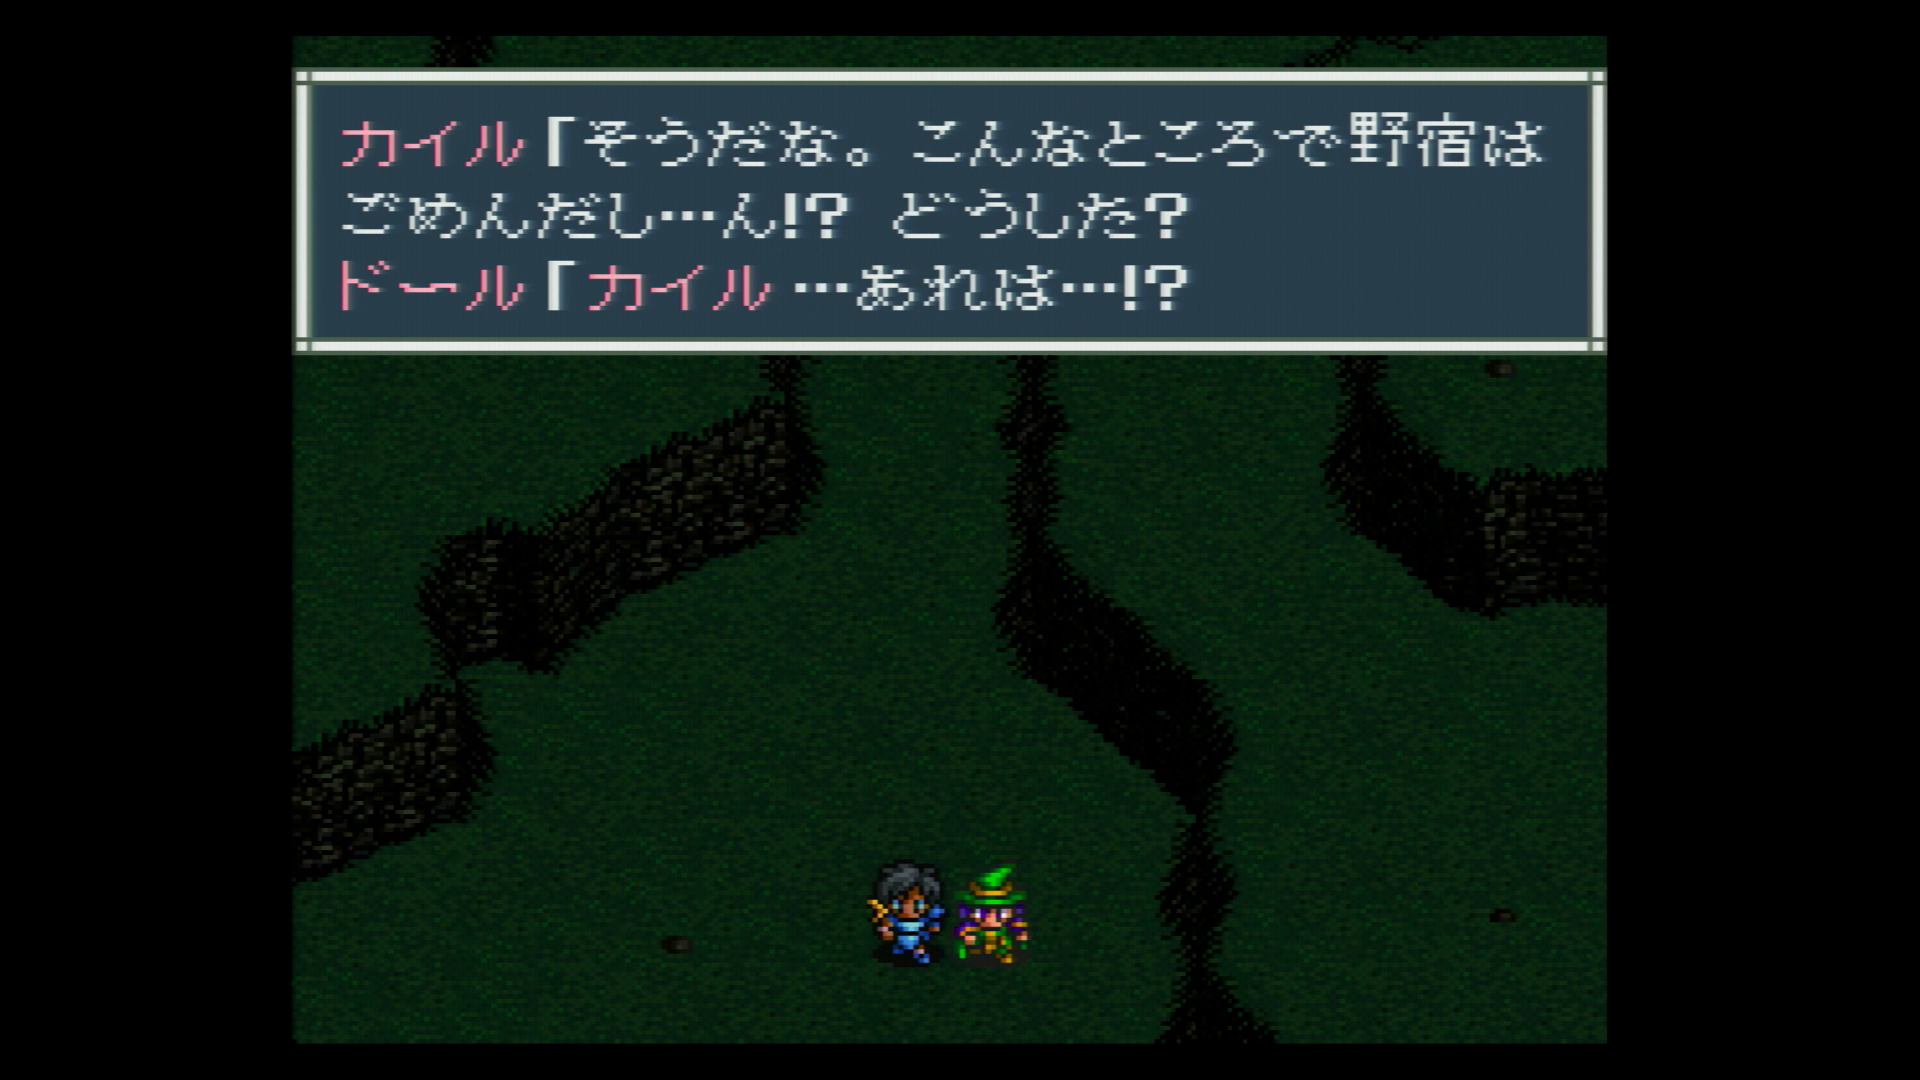 カイル「そうだな。 こんなところで野宿は
ごめんだし…ん!? どうした?
ドール「カイル …あれは…!?